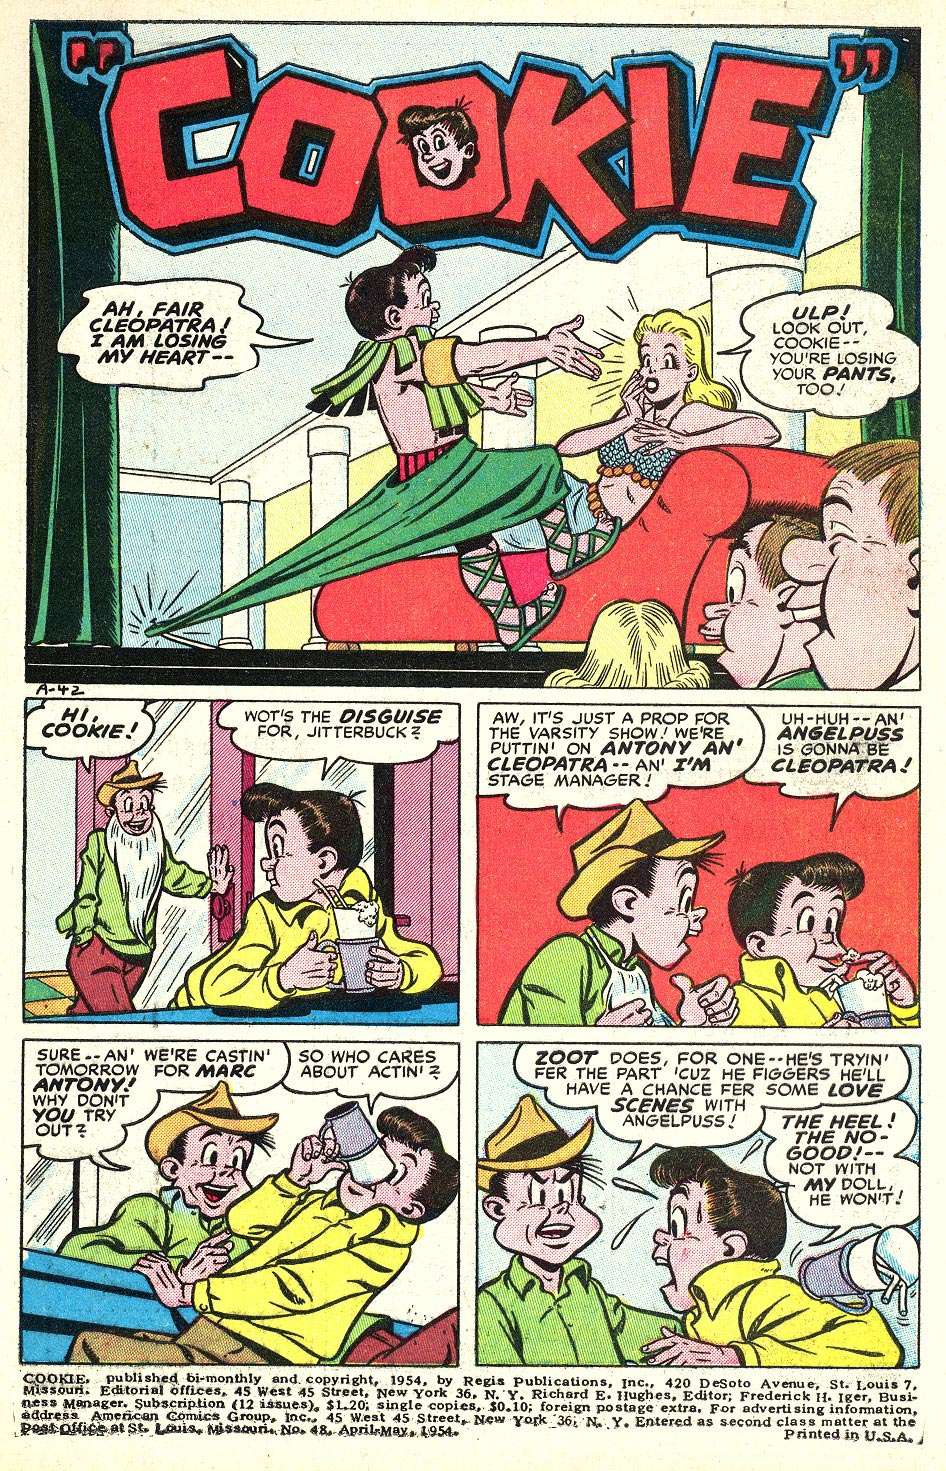 "COOKIE"
AH, FAIR
CLEOPATRA!
I AM LOSING
MY HEART--
ULP!
LOOK OUT,
COOKIE--
YOU'RE LOSING
YOUR PANTS,
TOO!
A-42
HI,
COOKIE!
WOT'S THE DISGUISE
FOR, JITTERBUCK?
AW, IT'S JUST A PROP FOR
THE VARSITY SHOW! WE'RE
PUTTIN' ON ANTONY AN'
CLEOPATRA-- AN' I'M
STAGE MANAGER!
UH-HUH--AN'
ANGELPUSS
IS GONNA BE
CLEOPATRA!
SURE--AN' WE'RE CASTIN'
TOMORROW FOR MARC
ANTONY!
WHY DON'T
YOU TRY
OUT?
SO WHO CARES
ABOUT ACTIN'?
ZOOT DOES, FOR ONE--HE'S TRYIN'
FER THE PART 'CUZ HE FIGGERS HE'LL
HAVE A CHANCE FER SOME LOVE
SCENES WITH
ANGELPUSS!
THE HEEL!
THE NO-
GOOD!--
NOT WITH
MY DOLL,
HE WON'T!
COOKIE, published bi-monthly and copyright, 1954, by Regis Publications, Inc., 420 DeSoto Avenue, St. Louis 7,
Missouri. Editorial offices, 45 West 45 Street, New York 36, N. Y. Richard E. Hughes, Editor; Frederick H. Iger, Busi-
ness Manager. Subscription (12 issues), $1.20; single copies, $0.10; foreign postage extra. For advertising information,
address American Comics Group, Inc., 45 West 45 Street, New York 36, N. Y. Entered as second class matter at the
Post Office at St. Louis, Missouri. No. 48, April-May, 1954.
Printed in U.S.A.